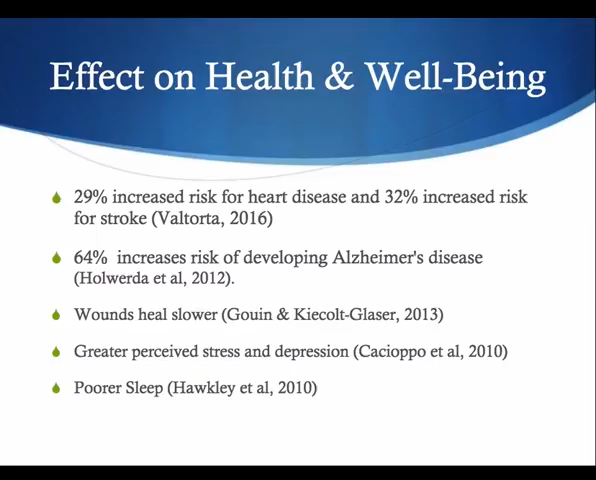 Effect on Health & Well-Being
29% increased risk for heart disease and 32% increased risk
for stroke (Valtorta, 2016)
64% increases risk of developing Alzheimer's disease
(Holwerda et al, 2012).
Wounds heal slower (Gouin & Kiecolt-Glaser, 2013)
Greater perceived stress and depression (Cacioppo et al, 2010)
Poorer Sleep (Hawkley et al, 2010)